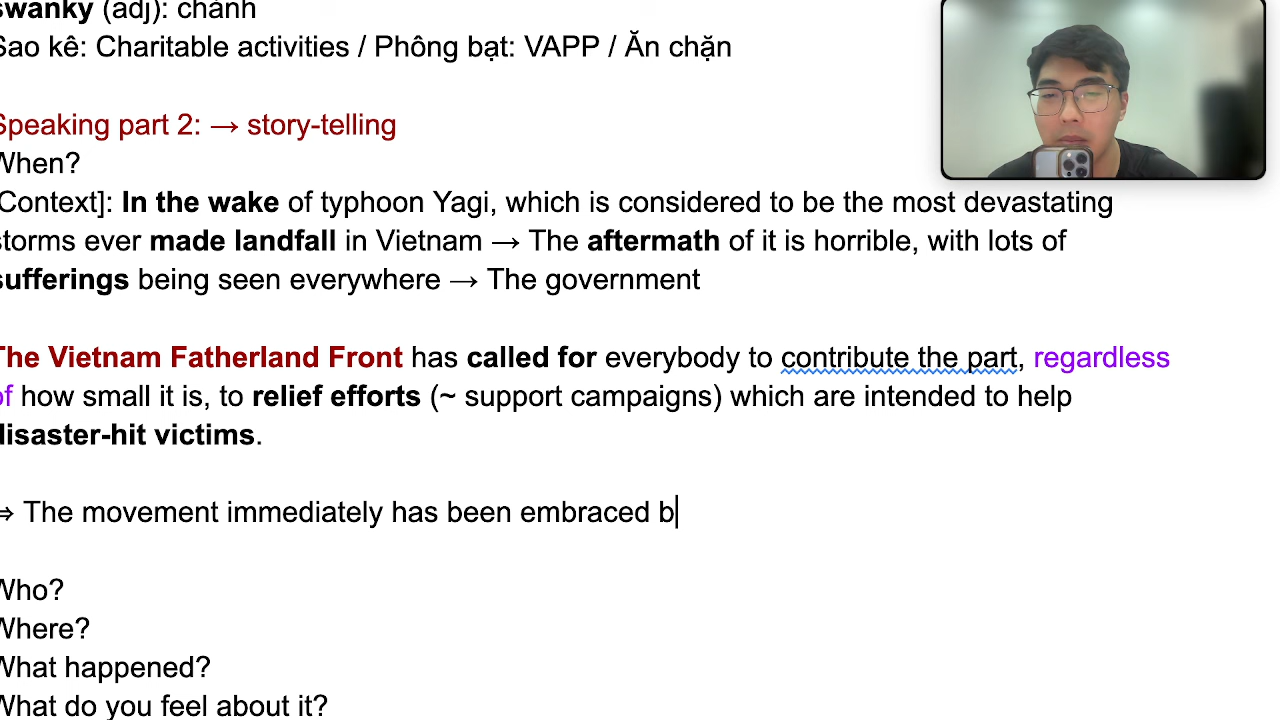 swanky (adj): chảnh
Sao kê: Charitable activities / Phông bạt: VAPP / Ăn chặn
Speaking part 2: → story-telling
When?
[Context]: In the wake of typhoon Yagi, which is considered to be the most devastating
storms ever made landfall in Vietnam → The aftermath of it is horrible, with lots of
sufferings being seen everywhere → The government
The Vietnam Fatherland Front has called for everybody to contribute the part, regardless
of how small it is, to relief efforts (~ support campaigns) which are intended to help
disaster-hit victims.
⇒ The movement immediately has been embraced b
Who?
Where?
What happened?
What do you feel about it?